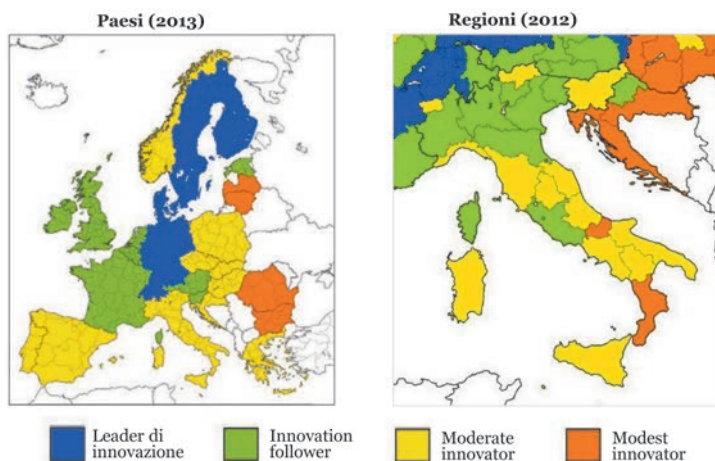 Paesi (2013)
Regioni (2012)
Leader di
innovazione
Innovation
follower
Moderate
innovator
Modest
innovator